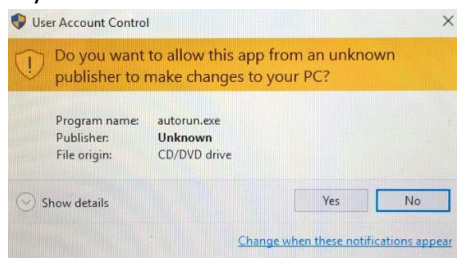 User Account Control
Do you want to allow this app from an unknown
publisher to make changes to your PC?
Program name: autorun.exe
Publisher: Unknown
File origin: CD/DVD drive
Show details
Yes No
Change when these notifications appear